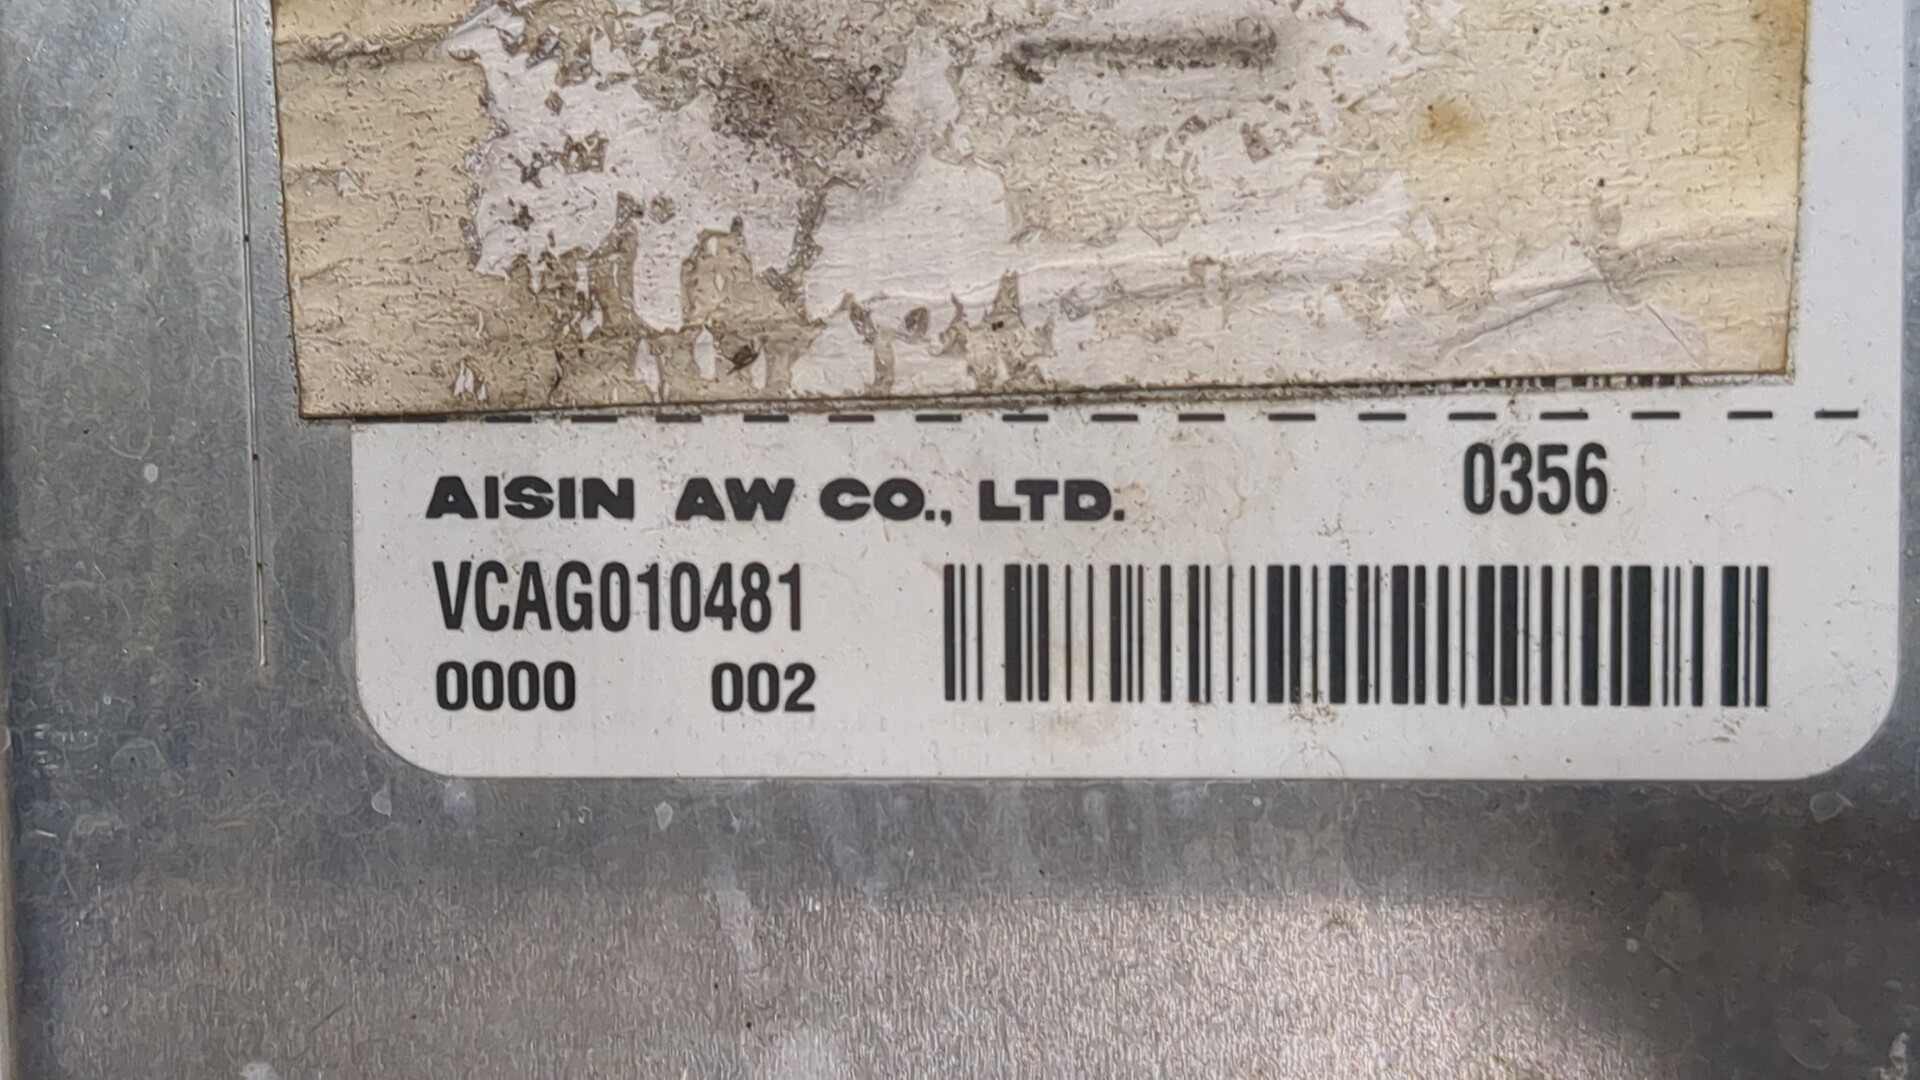 0356
AISIN AW CO., LTD.
VCAG010481
0000 002